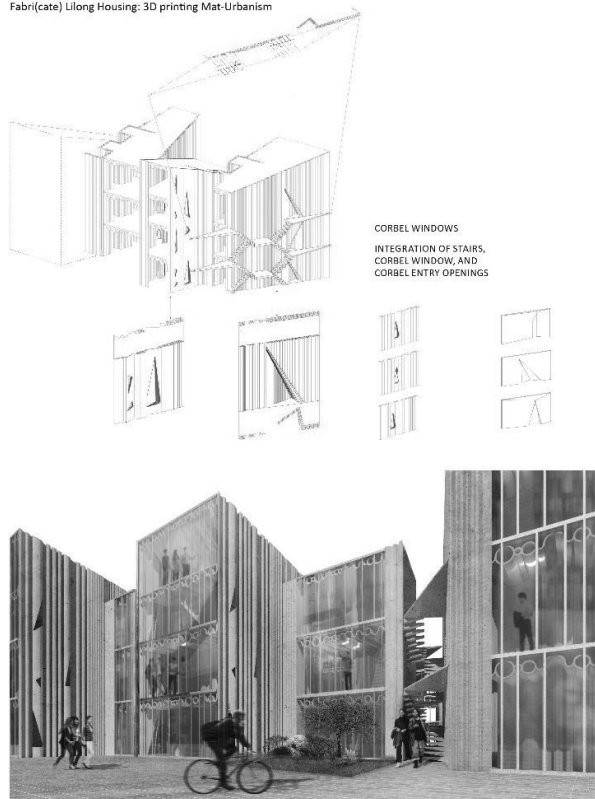 Fabri(cate) Lilong Housing: 3D printing Mat-Urbanism
CORBEL WINDOWS
INTEGRATION OF STAIRS,
CORBEL WINDOW, AND
CORBEL ENTRY OPENINGS